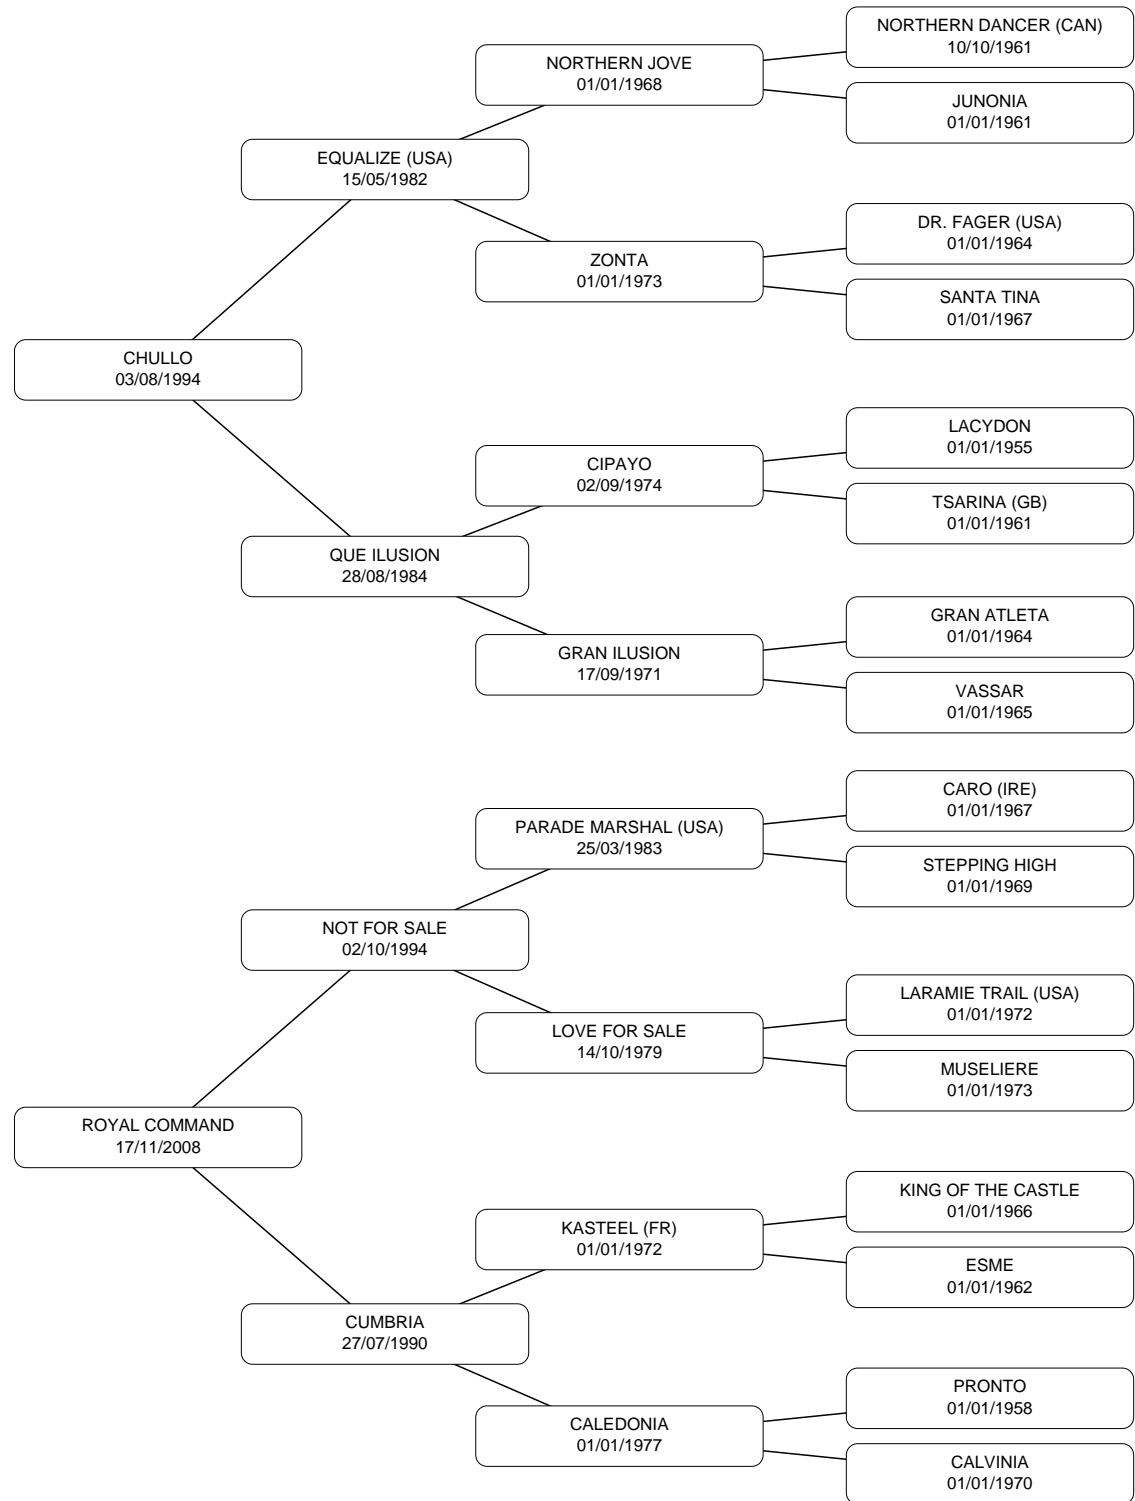 NORTHERN DANCER (CAN)
10/10/1961
NORTHERN JOVE
01/01/1968
JUNONIA
01/01/1961
EQUALIZE (USA)
15/05/1982
DR. FAGER (USA)
01/01/1964
ZONTA
01/01/1973
SANTA TINA
01/01/1967
CHULLO
03/08/1994
LACYDON
01/01/1955
CIPAYO
02/09/1974
TSARINA (GB)
01/01/1961
QUE ILUSION
28/08/1984
GRAN ATLETA
01/01/1964
GRAN ILUSION
17/09/1971
VASSAR
01/01/1965
CARO (IRE)
01/01/1967
PARADE MARSHAL (USA)
25/03/1983
STEPPING HIGH
01/01/1969
NOT FOR SALE
02/10/1994
LARAMIE TRAIL (USA)
01/01/1972
LOVE FOR SALE
14/10/1979
MUSELIERE
01/01/1973
ROYAL COMMAND
17/11/2008
KING OF THE CASTLE
01/01/1966
KASTEEL (FR)
01/01/1972
ESME
01/01/1962
CUMBRIA
27/07/1990
PRONTO
01/01/1958
CALEDONIA
01/01/1977
CALVINIA
01/01/1970